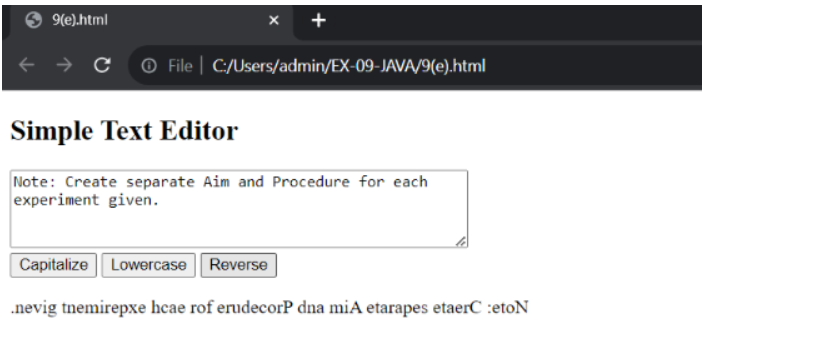 9(e).html
File | C:/Users/admin/EX-09-JAVA/9(e).html
Simple Text Editor
Note: Create separate Aim and Procedure for each
experiment given.
Capitalize Lowercase Reverse
.nevig tnemirepxe hcae rof erudecorP dna miA etarapes etaerC :etoN